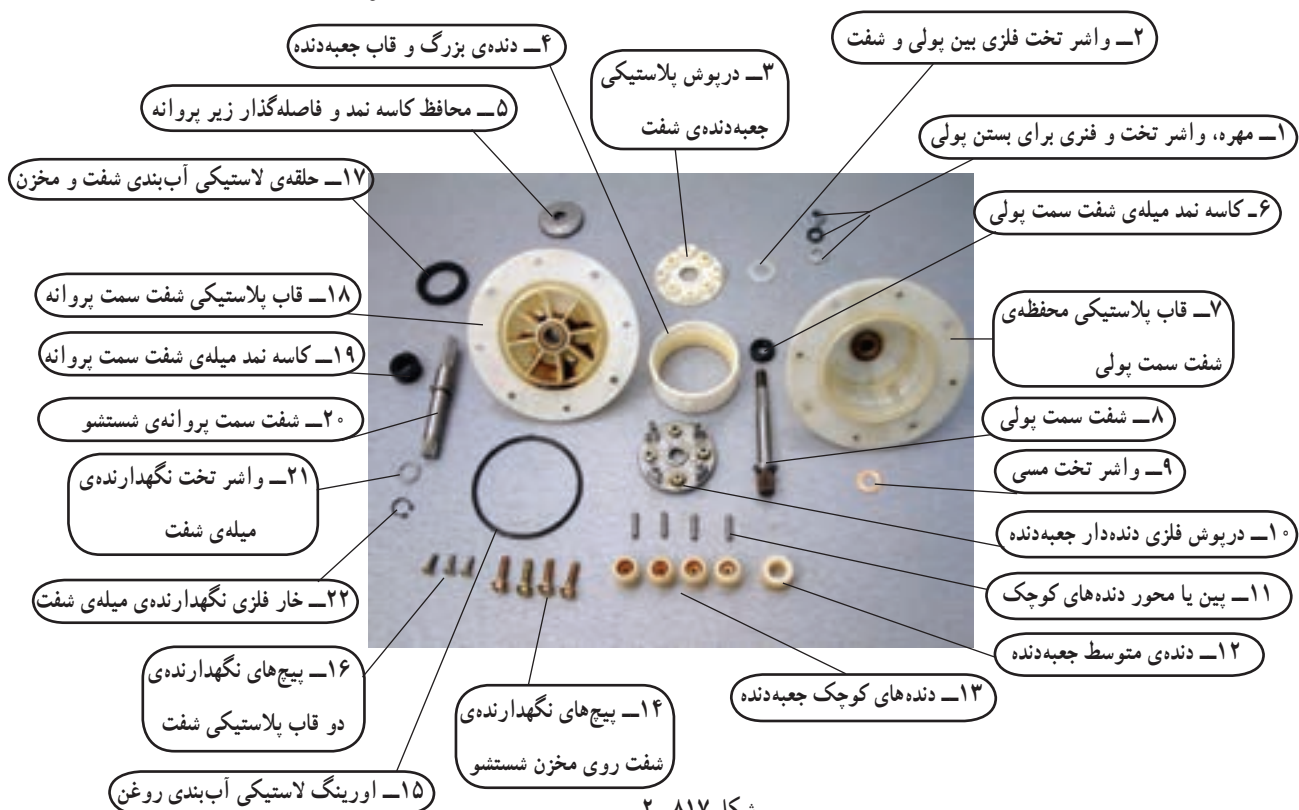 ۱ــ مهره، واشر تخت و فنری برای بستن پولی
۲ــ واشر تخت فلزی بین پولی و شفت
۳ــ درپوش پلاستیکی
جعبه‌دنده‌ی شفت
۴ــ دنده‌ی بزرگ و قاب جعبه‌دنده
۵ــ محافظ کاسه نمد و فاصله‌گذار زیر پروانه
۶ــ کاسه نمد میله‌ی شفت سمت پولی
۷ــ قاب پلاستیکی محفظه‌ی
شفت سمت پولی
۸ــ شفت سمت پولی
۹ــ واشر تخت مسی
۱۰ــ درپوش فلزی دنده‌دار جعبه‌دنده
۱۱ــ پین یا محور دنده‌های کوچک
۱۲ــ دنده‌ی متوسط جعبه‌دنده
۱۳ــ دنده‌های کوچک جعبه‌دنده
۱۴ــ پیچ‌های نگهدارنده‌ی
شفت روی مخزن شستشو
۱۵ــ اورینگ لاستیکی آب‌بندی روغن
۱۶ــ پیچ‌های نگهدارنده‌ی
دو قاب پلاستیکی شفت
۱۷ــ حلقه‌ی لاستیکی آب‌بندی شفت و مخزن
۱۸ــ قاب پلاستیکی شفت سمت پروانه
۱۹ــ کاسه نمد میله‌ی شفت سمت پروانه
۲۰ــ شفت سمت پروانه‌ی شستشو
۲۱ــ واشر تخت نگهدارنده‌ی
میله‌ی شفت
۲۲ــ خار فلزی نگهدارنده‌ی میله‌ی شفت
شکل ۸۱۷ــ۲